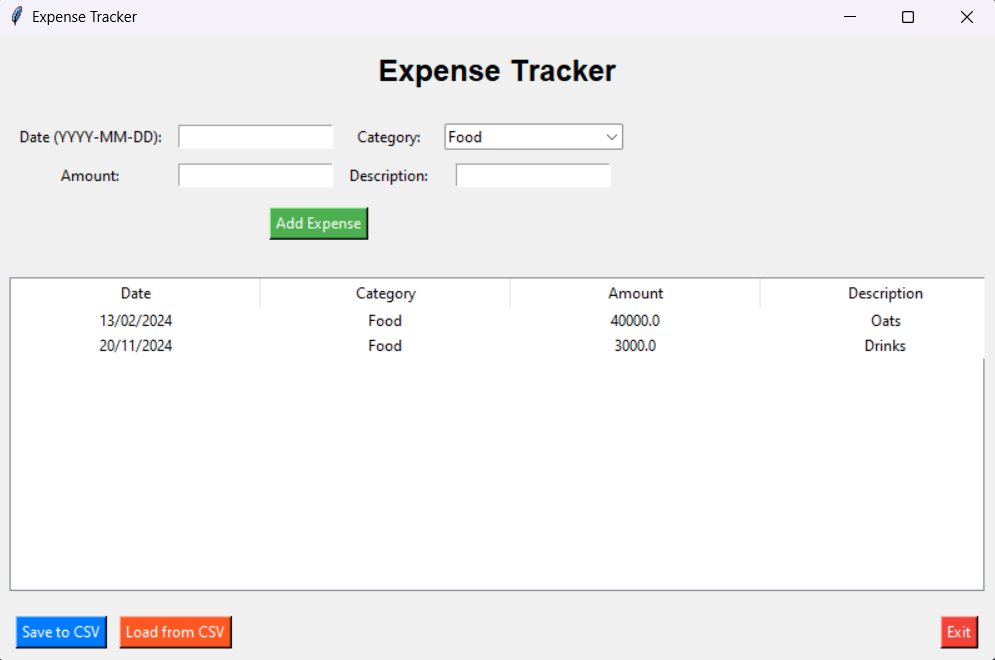 Expense Tracker
Expense Tracker
Date (YYYY-MM-DD): Category: Food
Amount: Description:
Add Expense
Date Category Amount Description
13/02/2024 Food 40000.0 Oats
20/11/2024 Food 3000.0 Drinks
Save to CSV Load from CSV Exit